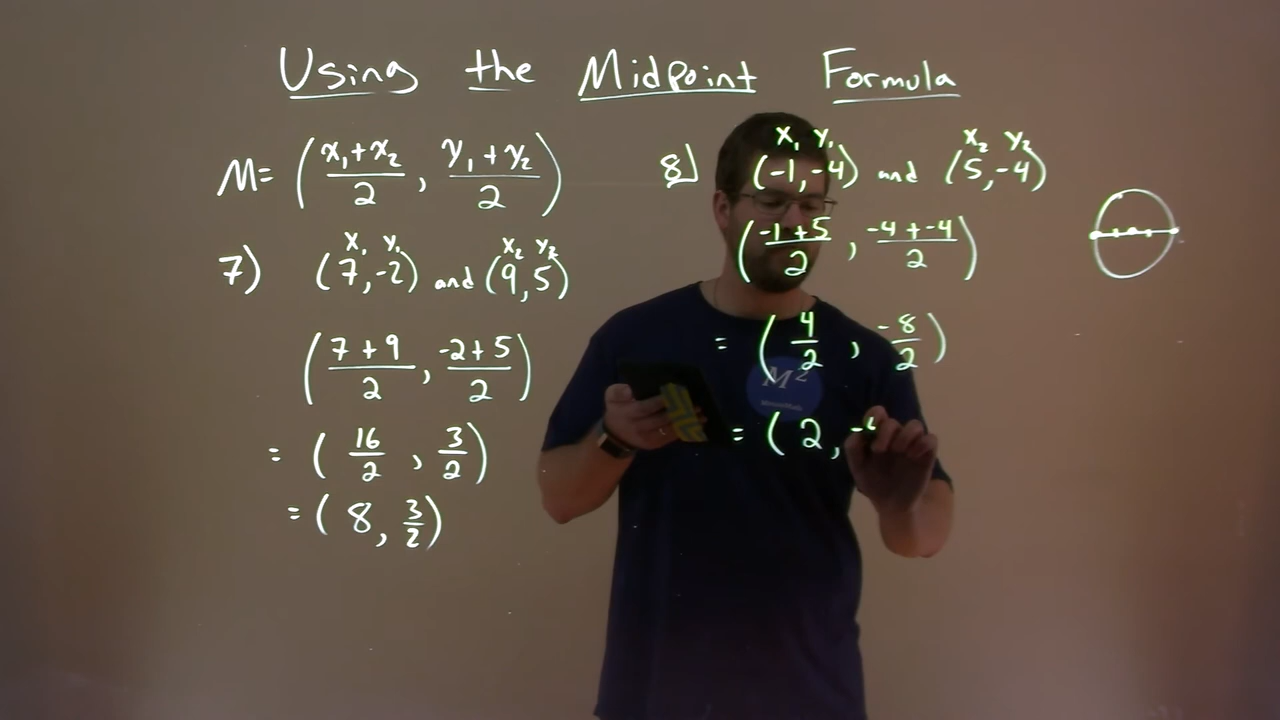 Using the Midpoint Formula
M= ( x₁+x₂ / 2 , y₁+y₂ / 2 )
7)
x₁ y₁ x₂ y₂
(7,-2) and (9,5)
( 7+9 / 2 , -2+5 / 2 )
= ( 16/2 , 3/2 )
= ( 8, 3/2 )
8]
x₁ y₁ x₂ y₂
(-1,-4) and (5,-4)
( -1+5 / 2 , -4+-4 / 2 )
= ( 4/2 , -8/2 )
= ( 2, -4
M²